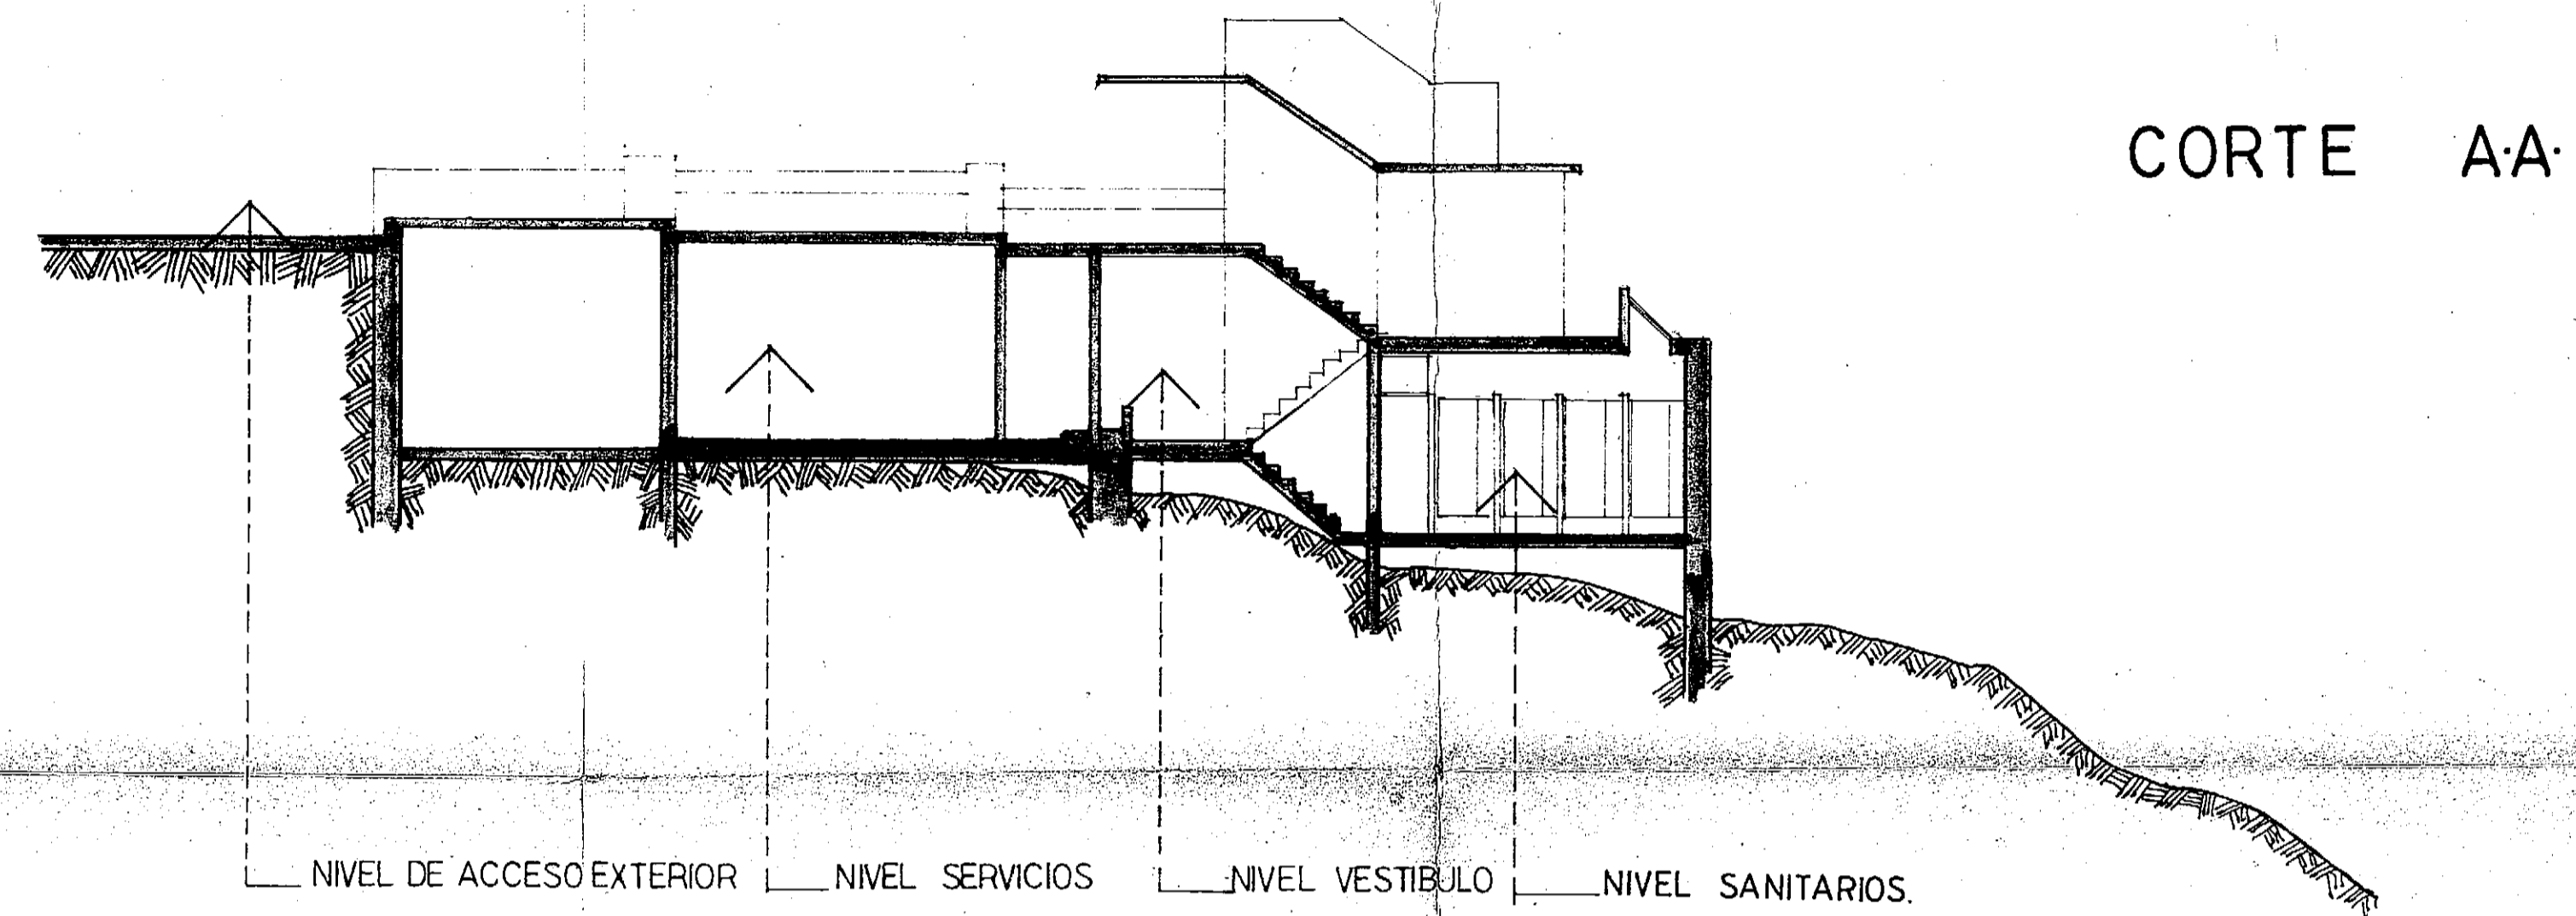 CORTE A·A·
NIVEL DE ACCESO EXTERIOR
NIVEL SERVICIOS
NIVEL VESTIBULO
NIVEL SANITARIOS.